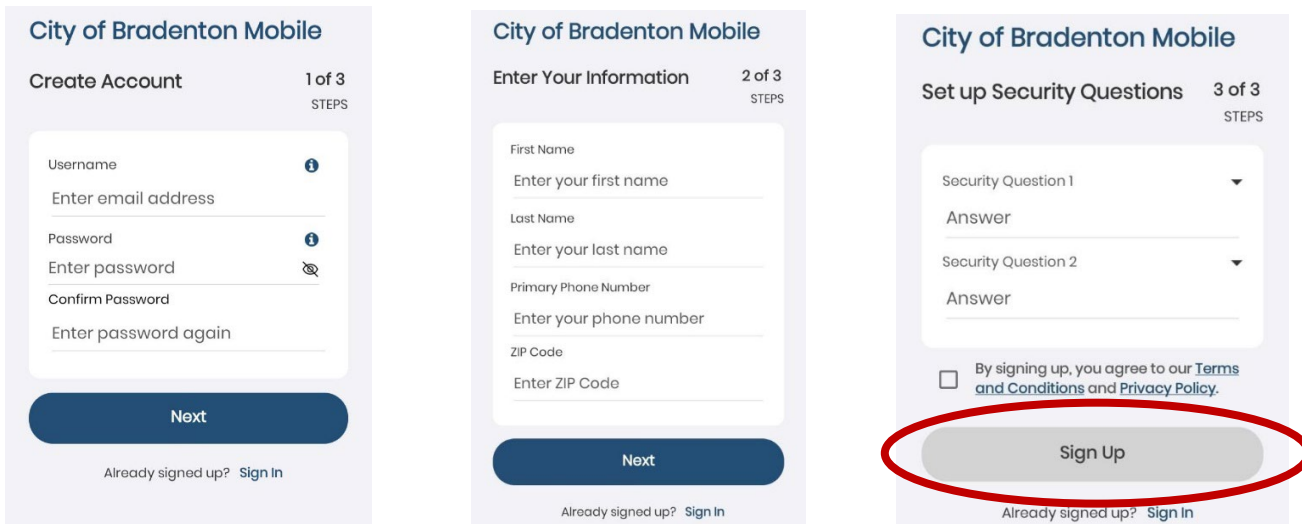 City of Bradenton Mobile
Create Account
1 of 3
STEPS
Username
Enter email address
Password
Enter password
Confirm Password
Enter password again
Next
Already signed up? Sign In
City of Bradenton Mobile
Enter Your Information
2 of 3
STEPS
First Name
Enter your first name
Last Name
Enter your last name
Primary Phone Number
Enter your phone number
ZIP Code
Enter ZIP Code
Next
Already signed up? Sign In
City of Bradenton Mobile
Set up Security Questions
3 of 3
STEPS
Security Question 1
Answer
Security Question 2
Answer
By signing up, you agree to our Terms
and Conditions and Privacy Policy.
Sign Up
Already signed up? Sign In